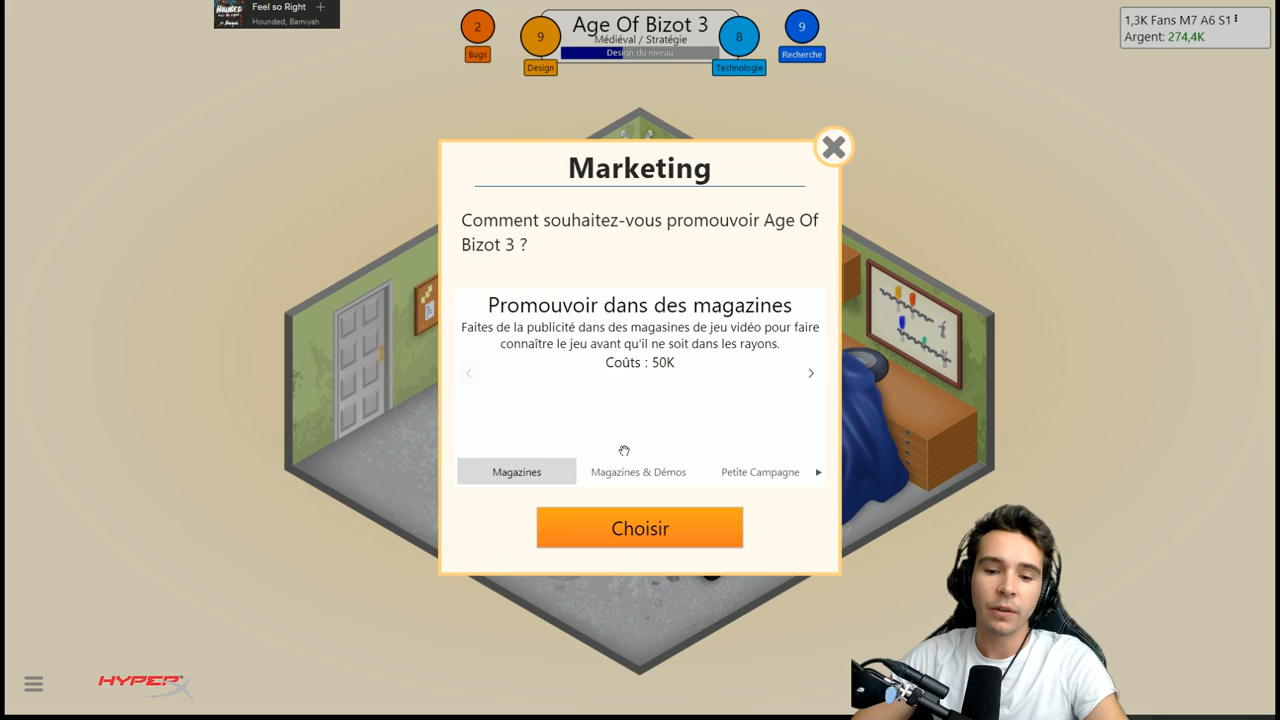 HOUNDED
Feel so Right
Hounded, Bamiyah
2
Bugs
9
Design
Age Of Bizot 3
Médiéval / Stratégie
Design du niveau
8
Technologie
9
Recherche
1,3K Fans M7 A6 S1
Argent: 274,4K
Marketing
Comment souhaitez-vous promouvoir Age Of
Bizot 3 ?
Promouvoir dans des magazines
Faites de la publicité dans des magasines de jeu vidéo pour faire
connaître le jeu avant qu'il ne soit dans les rayons.
Coûts : 50K
Magazines
Magazines & Démos
Petite Campagne
Choisir
HYPERX